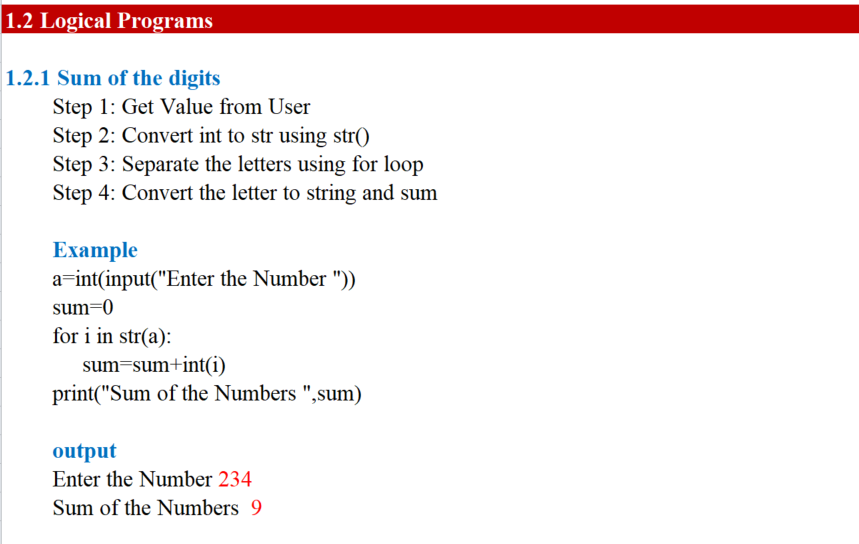 1.2 Logical Programs
1.2.1 Sum of the digits
Step 1: Get Value from User
Step 2: Convert int to str using str()
Step 3: Separate the letters using for loop
Step 4: Convert the letter to string and sum
Example
a=int(input("Enter the Number "))
sum=0
for i in str(a):
    sum=sum+int(i)
print("Sum of the Numbers ",sum)
output
Enter the Number 234
Sum of the Numbers  9